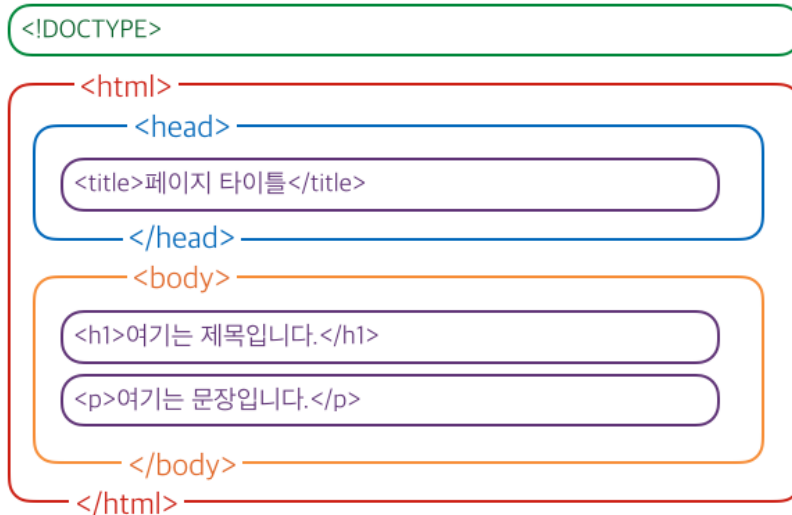 <!DOCTYPE>
<html>
<head>
<title>페이지 타이틀</title>
</head>
<body>
<h1>여기는 제목입니다.</h1>
<p>여기는 문장입니다.</p>
</body>
</html>